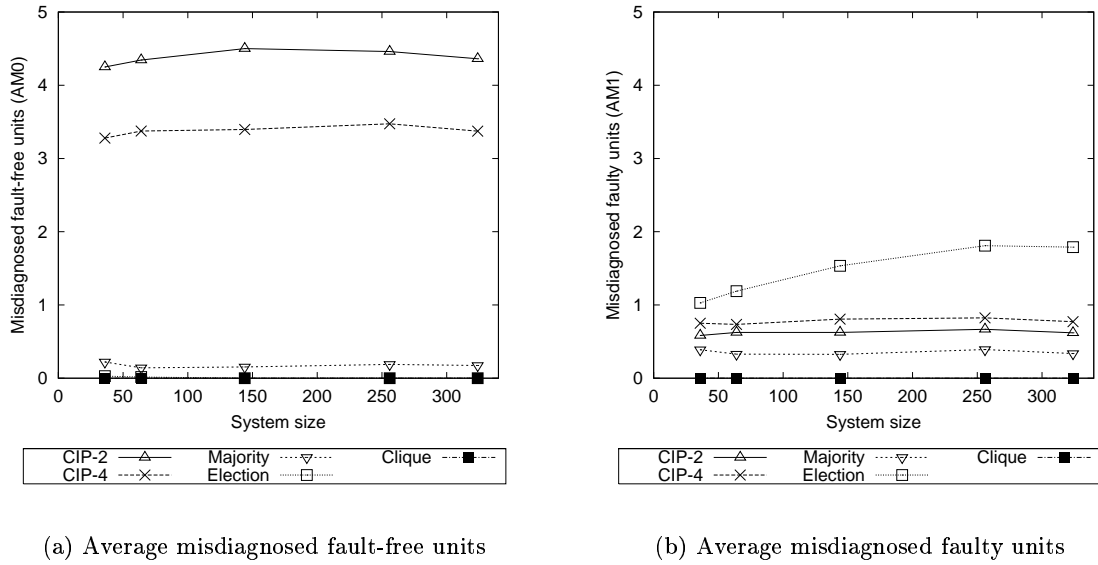 5
4
3
2
1
0
0 50 100 150 200 250 300
Misdiagnosed fault-free units (AM0)
System size
CIP-2 Majority Clique
CIP-4 Election
(a) Average misdiagnosed fault-free units
5
4
3
2
1
0
0 50 100 150 200 250 300
Misdiagnosed faulty units (AM1)
System size
CIP-2 Majority Clique
CIP-4 Election
(b) Average misdiagnosed faulty units